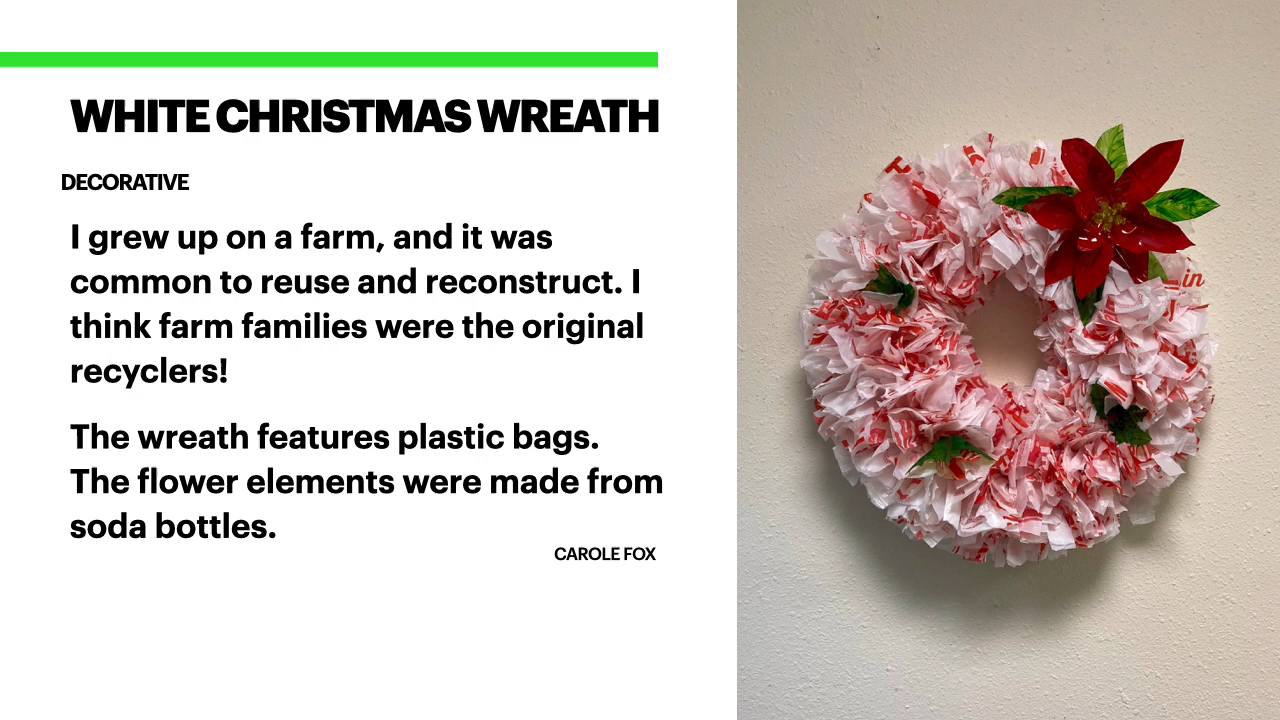 WHITE CHRISTMAS WREATH
DECORATIVE
I grew up on a farm, and it was
common to reuse and reconstruct. I
think farm families were the original
recyclers!
The wreath features plastic bags.
The flower elements were made from
soda bottles.
CAROLE FOX
in